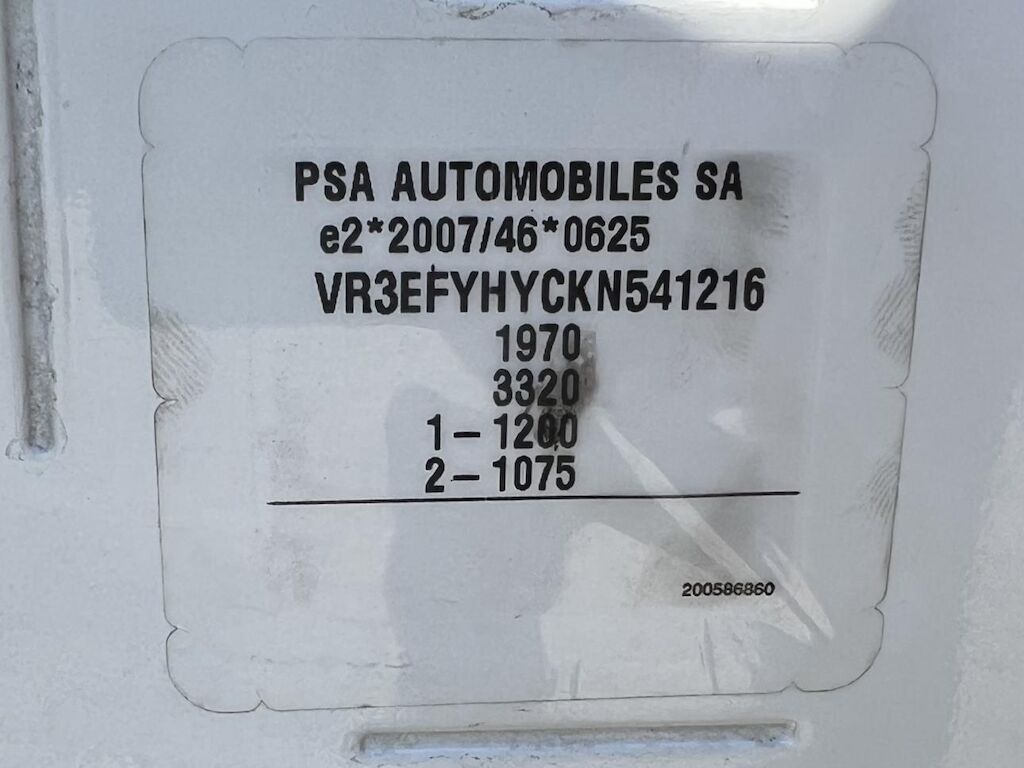 PSA AUTOMOBILES SA
e2*2007/46*0625
VR3EFYHYCKN541216
1970
3320
1-1200
2-1075
200586860